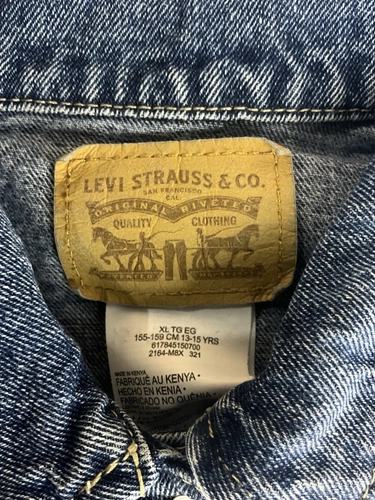 LEVI STRAUSS & CO.
SAN FRANCISCO
CAL.
ORIGINAL RIVETED
QUALITY CLOTHING
XL TG EG
155-159 CM 13-15 YRS
617845150700
2164-M8X 321
MADE IN KENYA
FABRIQUÉ AU KENYA •
HECHO EN KENIA •
FABRICADO NO QUÊNIA •